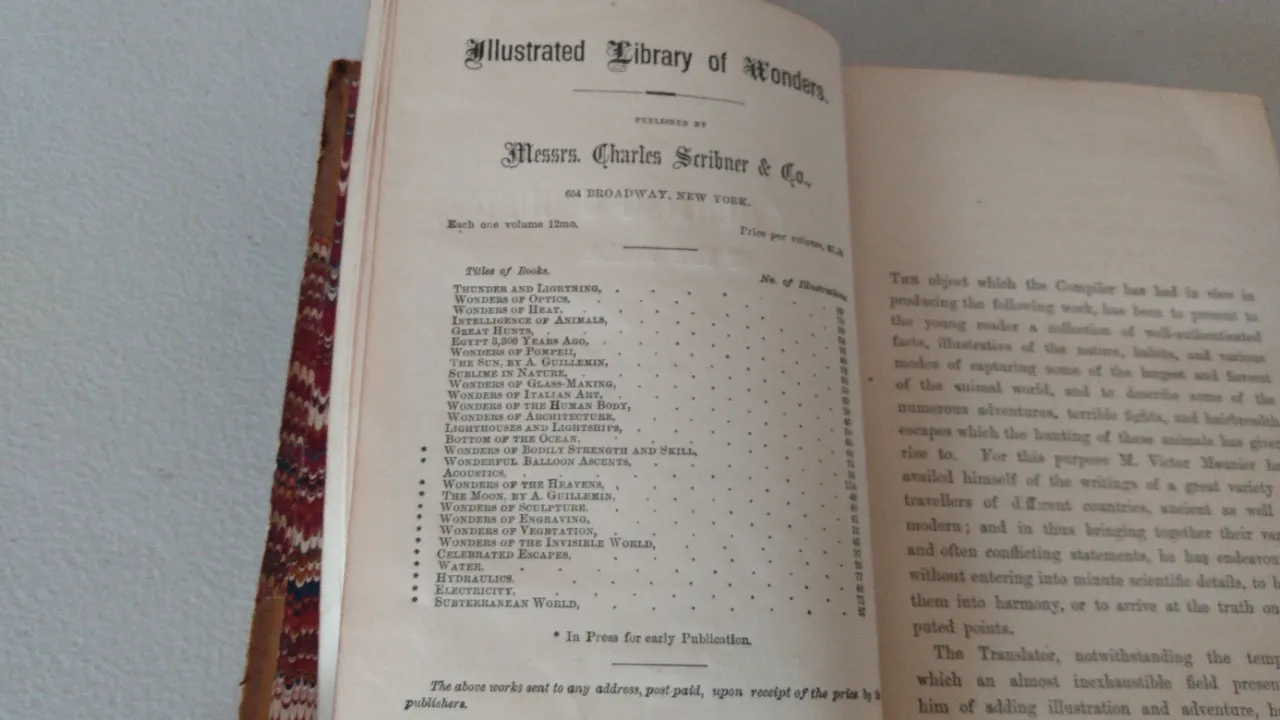 Illustrated Library of Wonders.
PUBLISHED BY
Messrs. Charles Scribner & Co.,
654 BROADWAY, NEW YORK.
Each one volume 12mo. Price per volume,
Titles of Books. No. of Illustrations
THUNDER AND LIGHTNING,
WONDERS OF OPTICS,
WONDERS OF HEAT,
INTELLIGENCE OF ANIMALS,
GREAT HUNTS,
EGYPT 3,300 YEARS AGO,
WONDERS OF POMPEII,
THE SUN, BY A. GUILLEMIN,
SUBLIME IN NATURE,
WONDERS OF GLASS-MAKING,
WONDERS OF ITALIAN ART,
WONDERS OF THE HUMAN BODY,
WONDERS OF ARCHITECTURE,
LIGHTHOUSES AND LIGHTSHIPS,
BOTTOM OF THE OCEAN,
* WONDERS OF BODILY STRENGTH AND SKILL,
* WONDERFUL BALLOON ASCENTS,
ACOUSTICS,
* WONDERS OF THE HEAVENS,
* THE MOON, BY A. GUILLEMIN,
* WONDERS OF SCULPTURE.
* WONDERS OF ENGRAVING,
* WONDERS OF VEGETATION,
* WONDERS OF THE INVISIBLE WORLD,
* CELEBRATED ESCAPES.
* WATER.
* HYDRAULICS.
* ELECTRICITY,
* SUBTERRANEAN WORLD,
* In Press for early Publication.
The above works sent to any address, post paid, upon receipt of the price by
publishers.
THE object which the Compiler has had in view in
producing the following work, has been to present to
the young reader a collection of well-authenticated
facts, illustrative of the nature, habits, and various
modes of capturing some of the largest and fiercest
of the animal world, and to describe some of the
numerous adventures, terrible fights, and hairbreadth
escapes which the hunting of these animals has given
rise to. For this purpose M. Victor Meunier
availed himself of the writings of a great variety
travellers of different countries, ancient as well
modern; and in thus bringing together their
and often conflicting statements, he has endeavou
without entering into minute scientific details, to
them into harmony, or to arrive at the truth on
puted points.
The Translator, notwithstanding the temp
which an almost inexhaustible field presen
him of adding illustration and adventure,